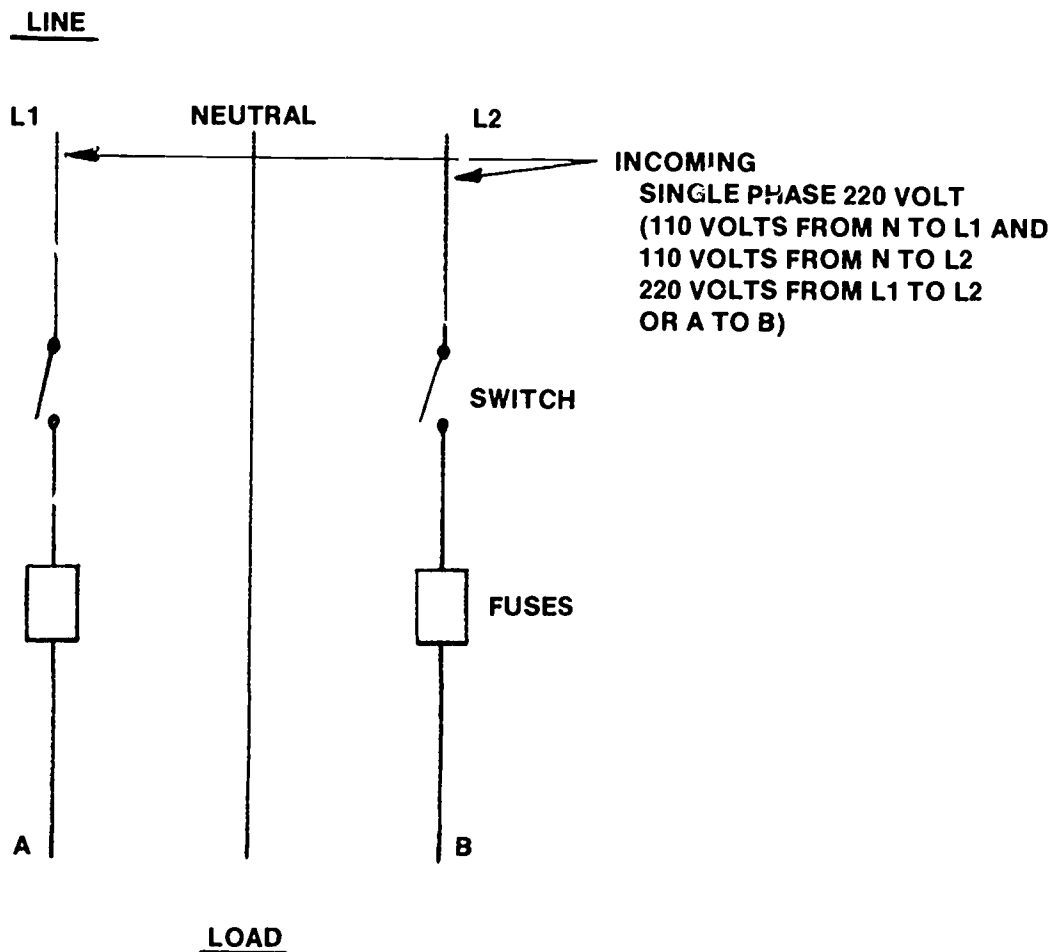 LINE
L1 NEUTRAL L2
INCOMING
SINGLE PHASE 220 VOLT
(110 VOLTS FROM N TO L1 AND
110 VOLTS FROM N TO L2
220 VOLTS FROM L1 TO L2
OR A TO B)
SWITCH
FUSES
A B
LOAD